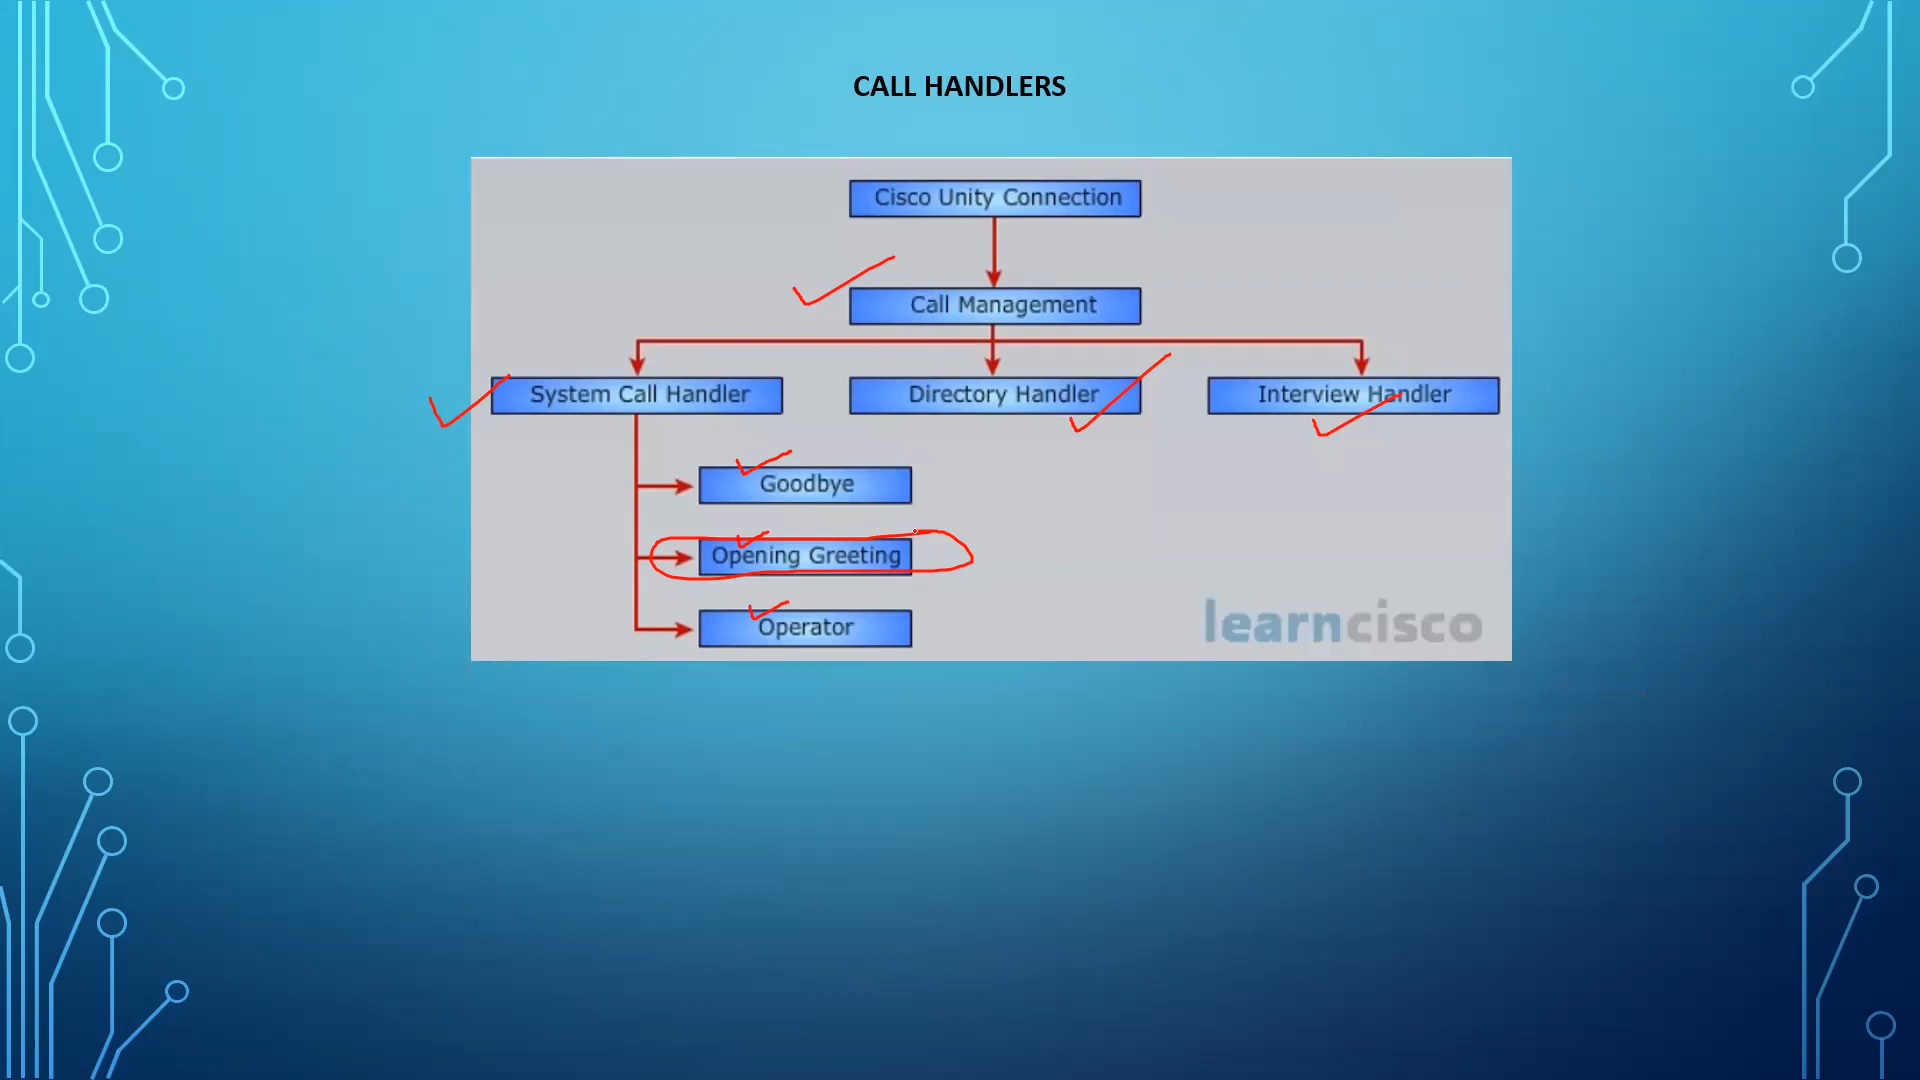 CALL HANDLERS
Cisco Unity Connection
Call Management
System Call Handler
Directory Handler
Interview Handler
Goodbye
Opening Greeting
Operator
learncisco